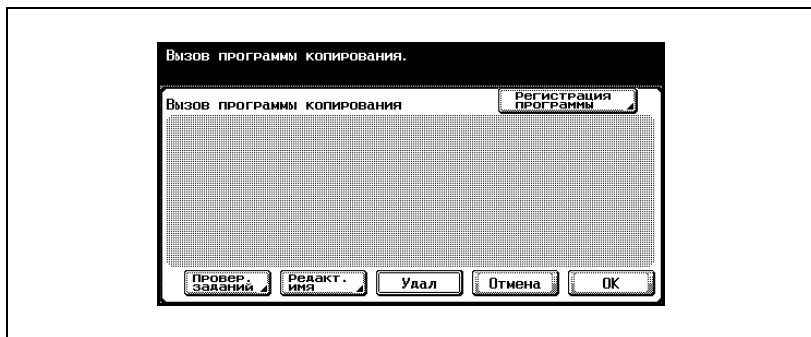 Вызов программы копирования.
Вызов программы копирования
Регистрация
программы
Провер.
заданий
Редакт.
имя
Удал
Отмена
OK